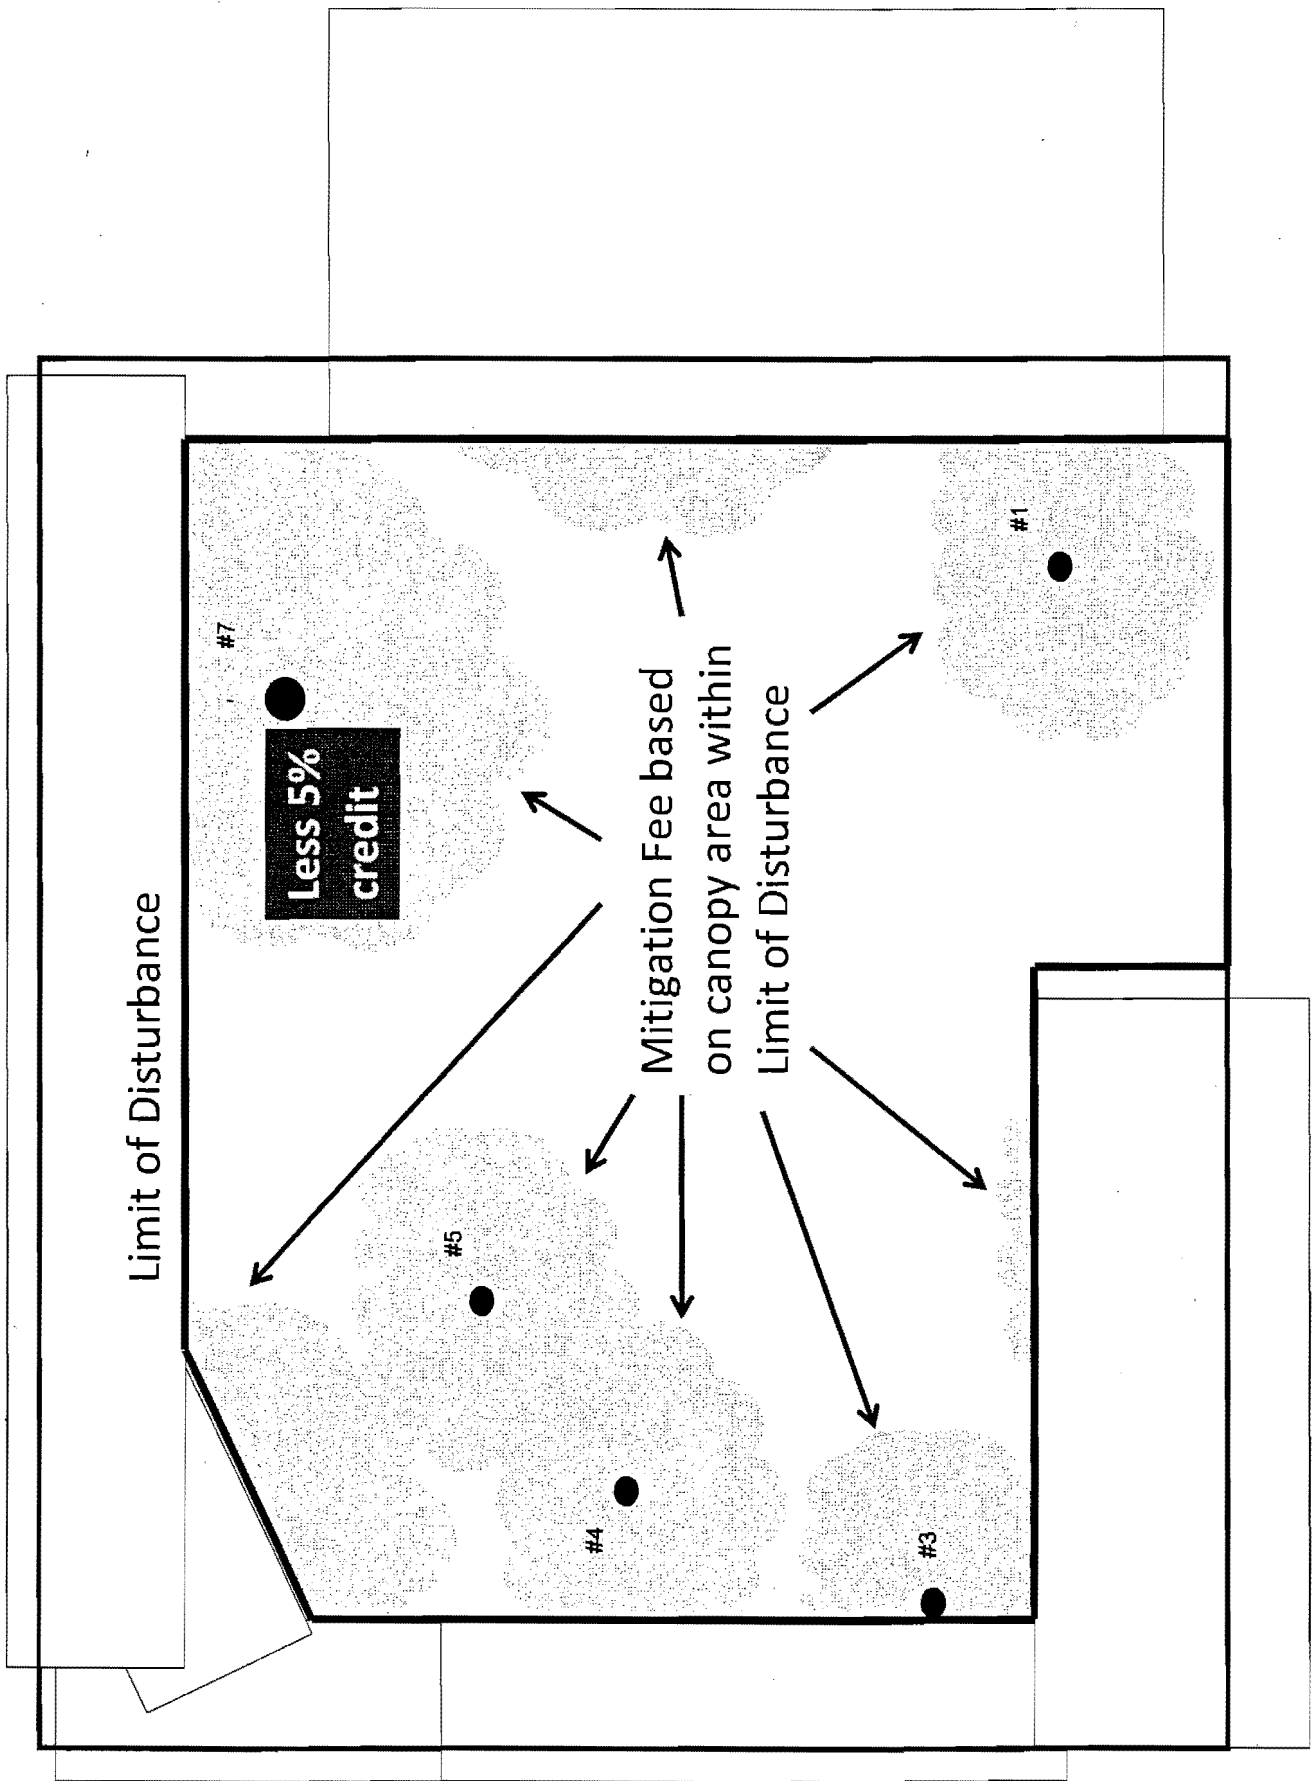 Limit of Disturbance
#7
Less 5%
credit
#5
#4
#3
Mitigation Fee based
on canopy area within
Limit of Disturbance
#1